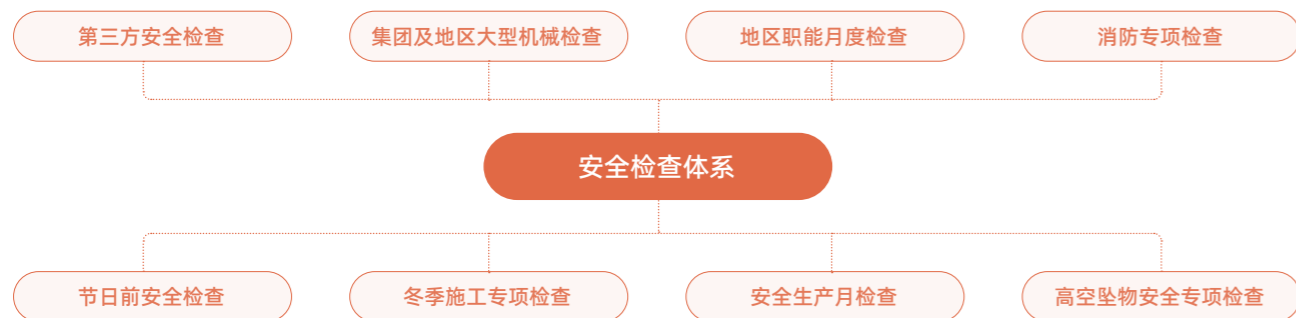 第三方安全检查
集团及地区大型机械检查
地区职能月度检查
消防专项检查
安全检查体系
节日前安全检查
冬季施工专项检查
安全生产月检查
高空坠物安全专项检查